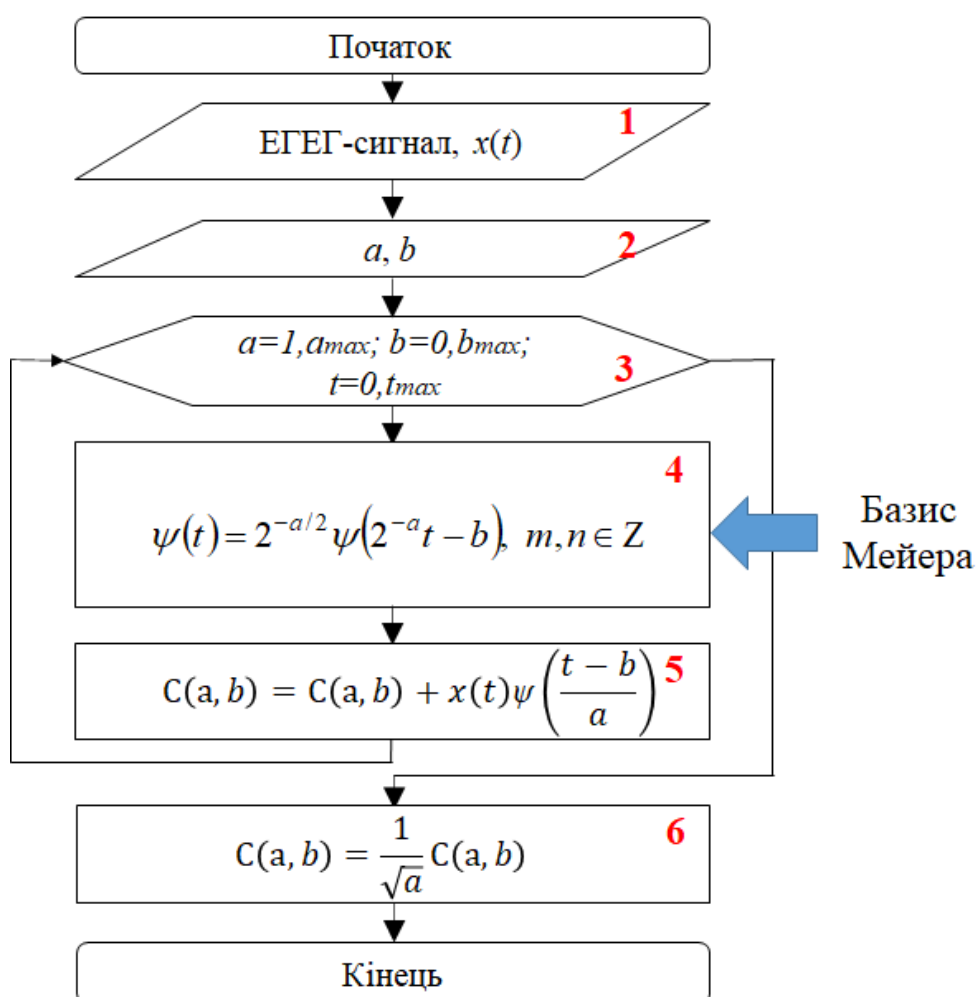 Початок
1
ЕГЕГ-сигнал, x(t)
2
a, b
a=1,amax; b=0,bmax;
t=0,tmax
3
4
ψ(t) = 2^{-a/2} ψ(2^{-a}t − b), m,n ∈ Z
Базис
Мейера
5
C(a, b) = C(a, b) + x(t)ψ((t − b)/a)
6
C(a, b) = 1/√a C(a, b)
Кінець